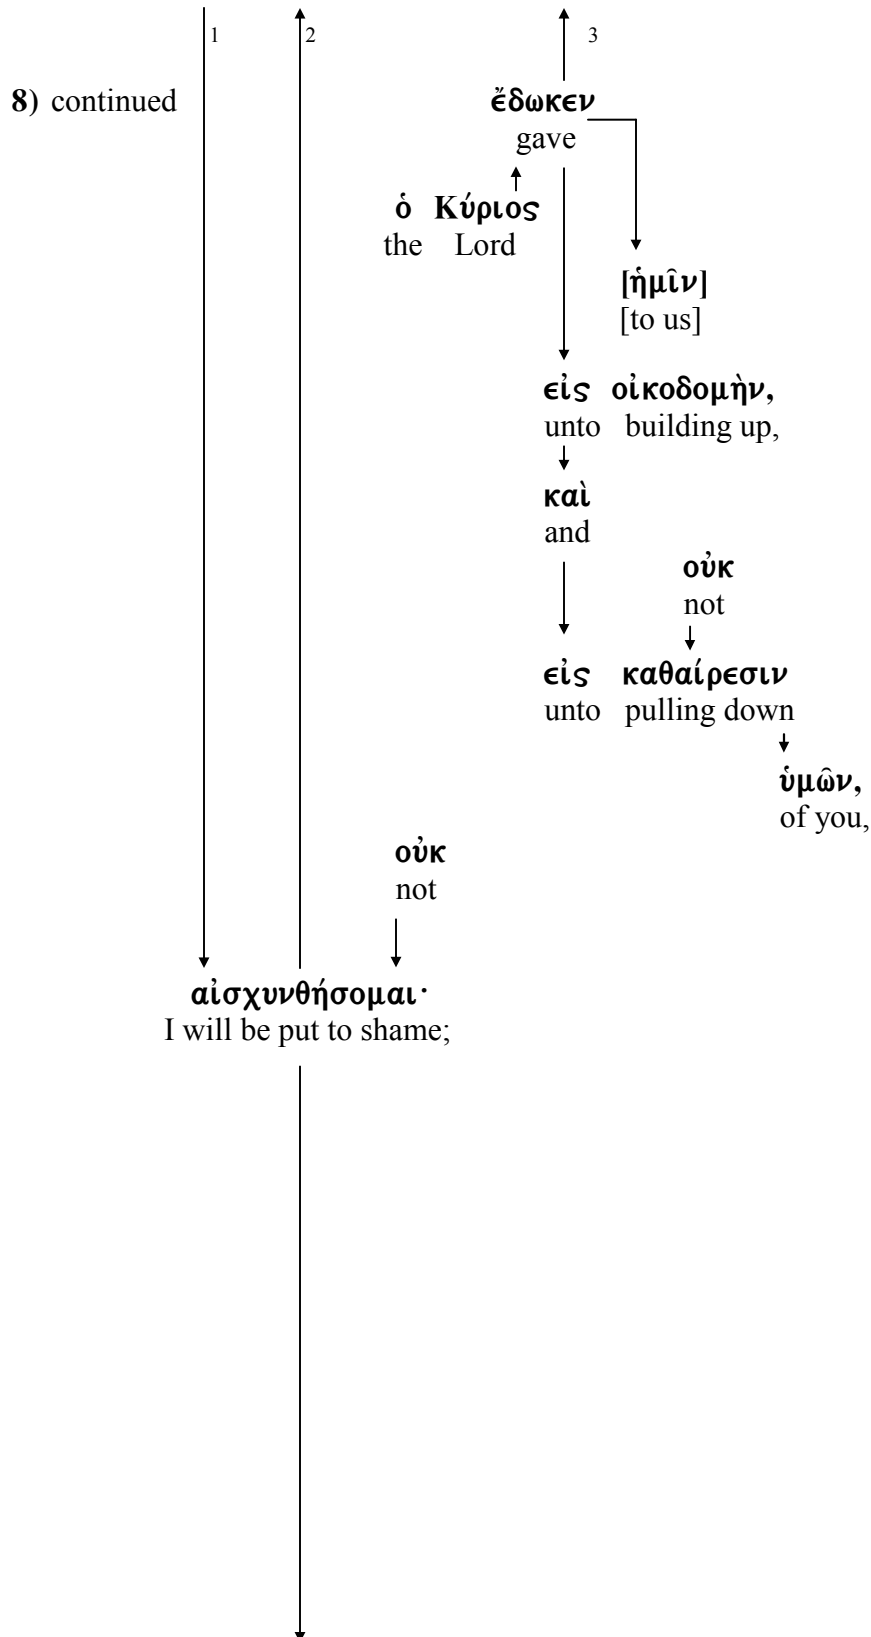 1 2 3
8) continued ἔδωκεν
gave
ὁ Κύριος
the Lord
[ἡμῖν]
[to us]
εἰς οἰκοδομὴν,
unto building up,
καὶ
and
οὐκ
not
εἰς καθαίρεσιν
unto pulling down
ὑμῶν,
of you,
οὐκ
not
αἰσχυνθήσομαι·
I will be put to shame;